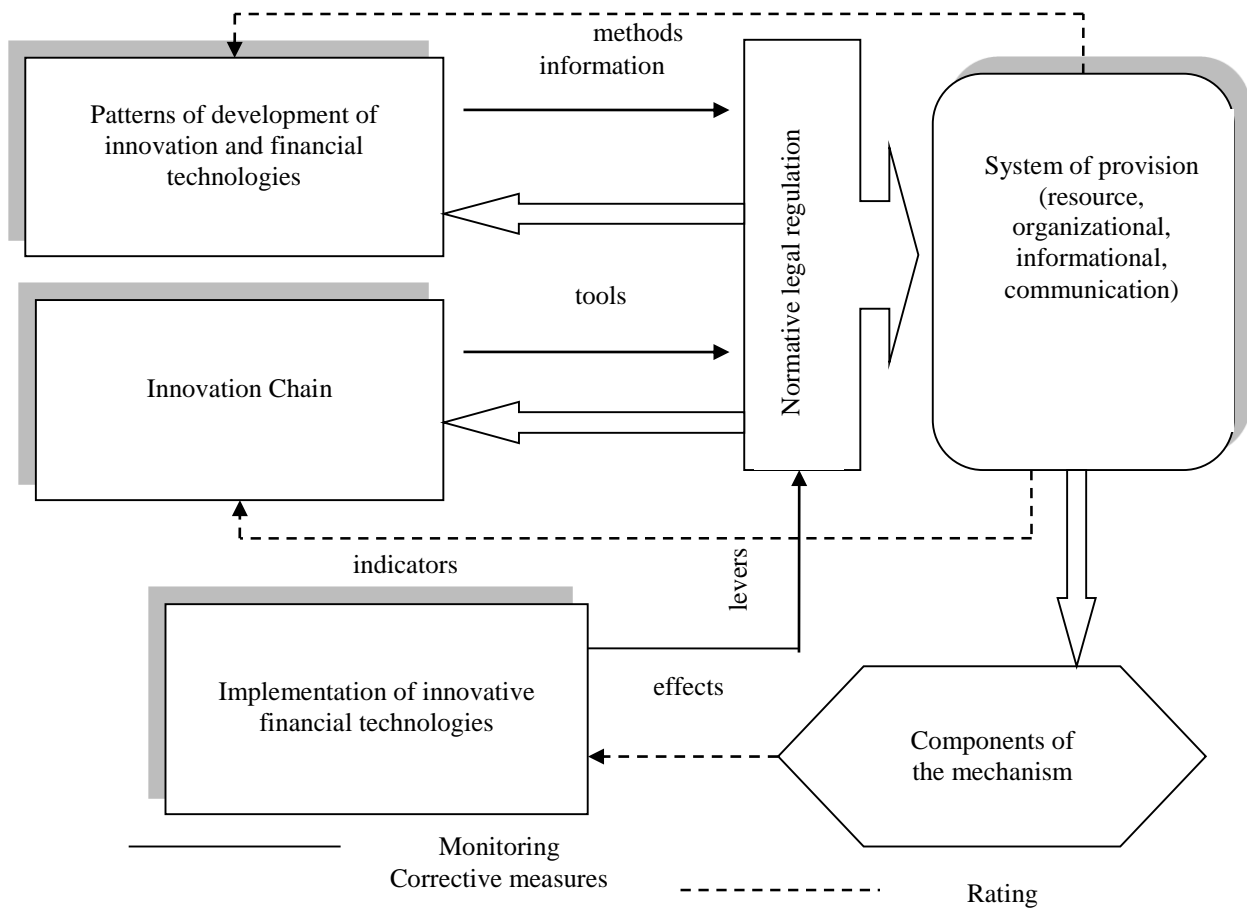 methods
information
Patterns of development of
innovation and financial
technologies
Normative legal regulation
System of provision
(resource,
organizational,
informational,
communication)
tools
Innovation Chain
indicators
levers
Implementation of innovative
financial technologies
effects
Components of
the mechanism
Monitoring
Corrective measures
Rating